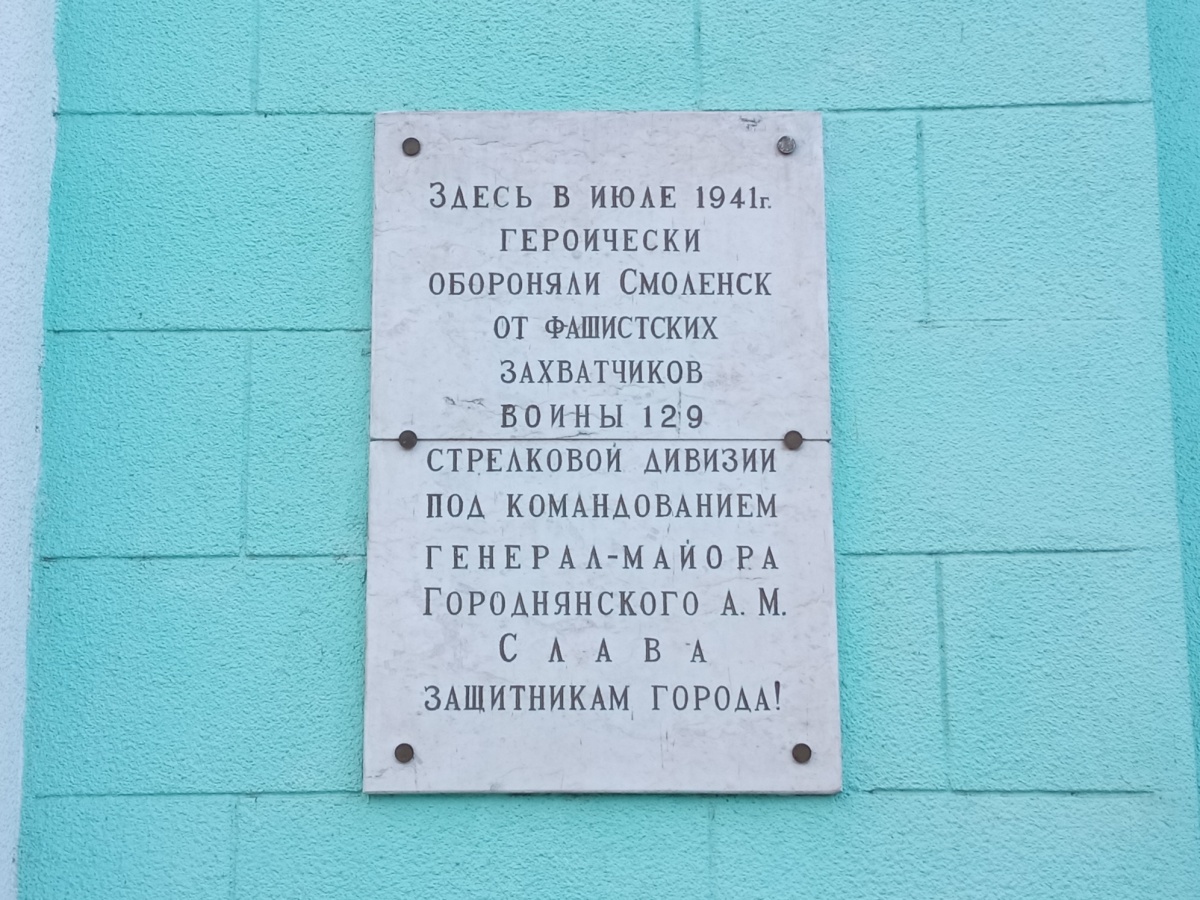 Здесь в июле 1941г.
героически
обороняли Смоленск
от фашистских
захватчиков
воины 129
стрелковой дивизии
под командованием
генерал-майора
Городнянского А. М.
Слава
защитникам города!